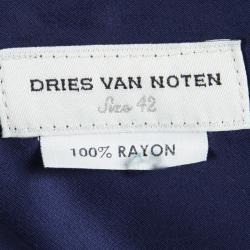 DRIES VAN NOTEN
Size 42
100% RAYON